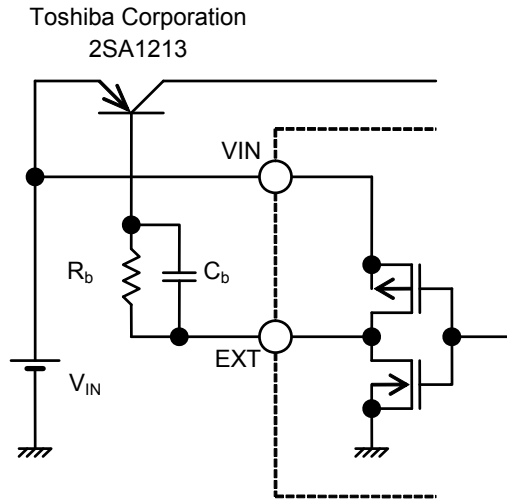 Toshiba Corporation
2SA1213
VIN
Rb
Cb
EXT
VIN